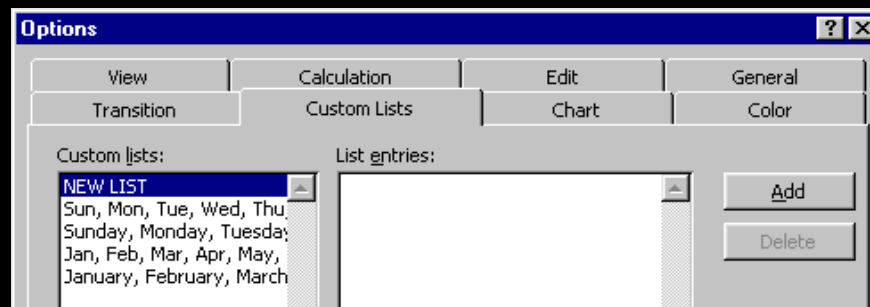 Options
View Calculation Edit General
Transition Custom Lists Chart Color
Custom lists: List entries:
NEW LIST
Sun, Mon, Tue, Wed, Thu,
Sunday, Monday, Tuesday
Jan, Feb, Mar, Apr, May,
January, February, March
Add
Delete